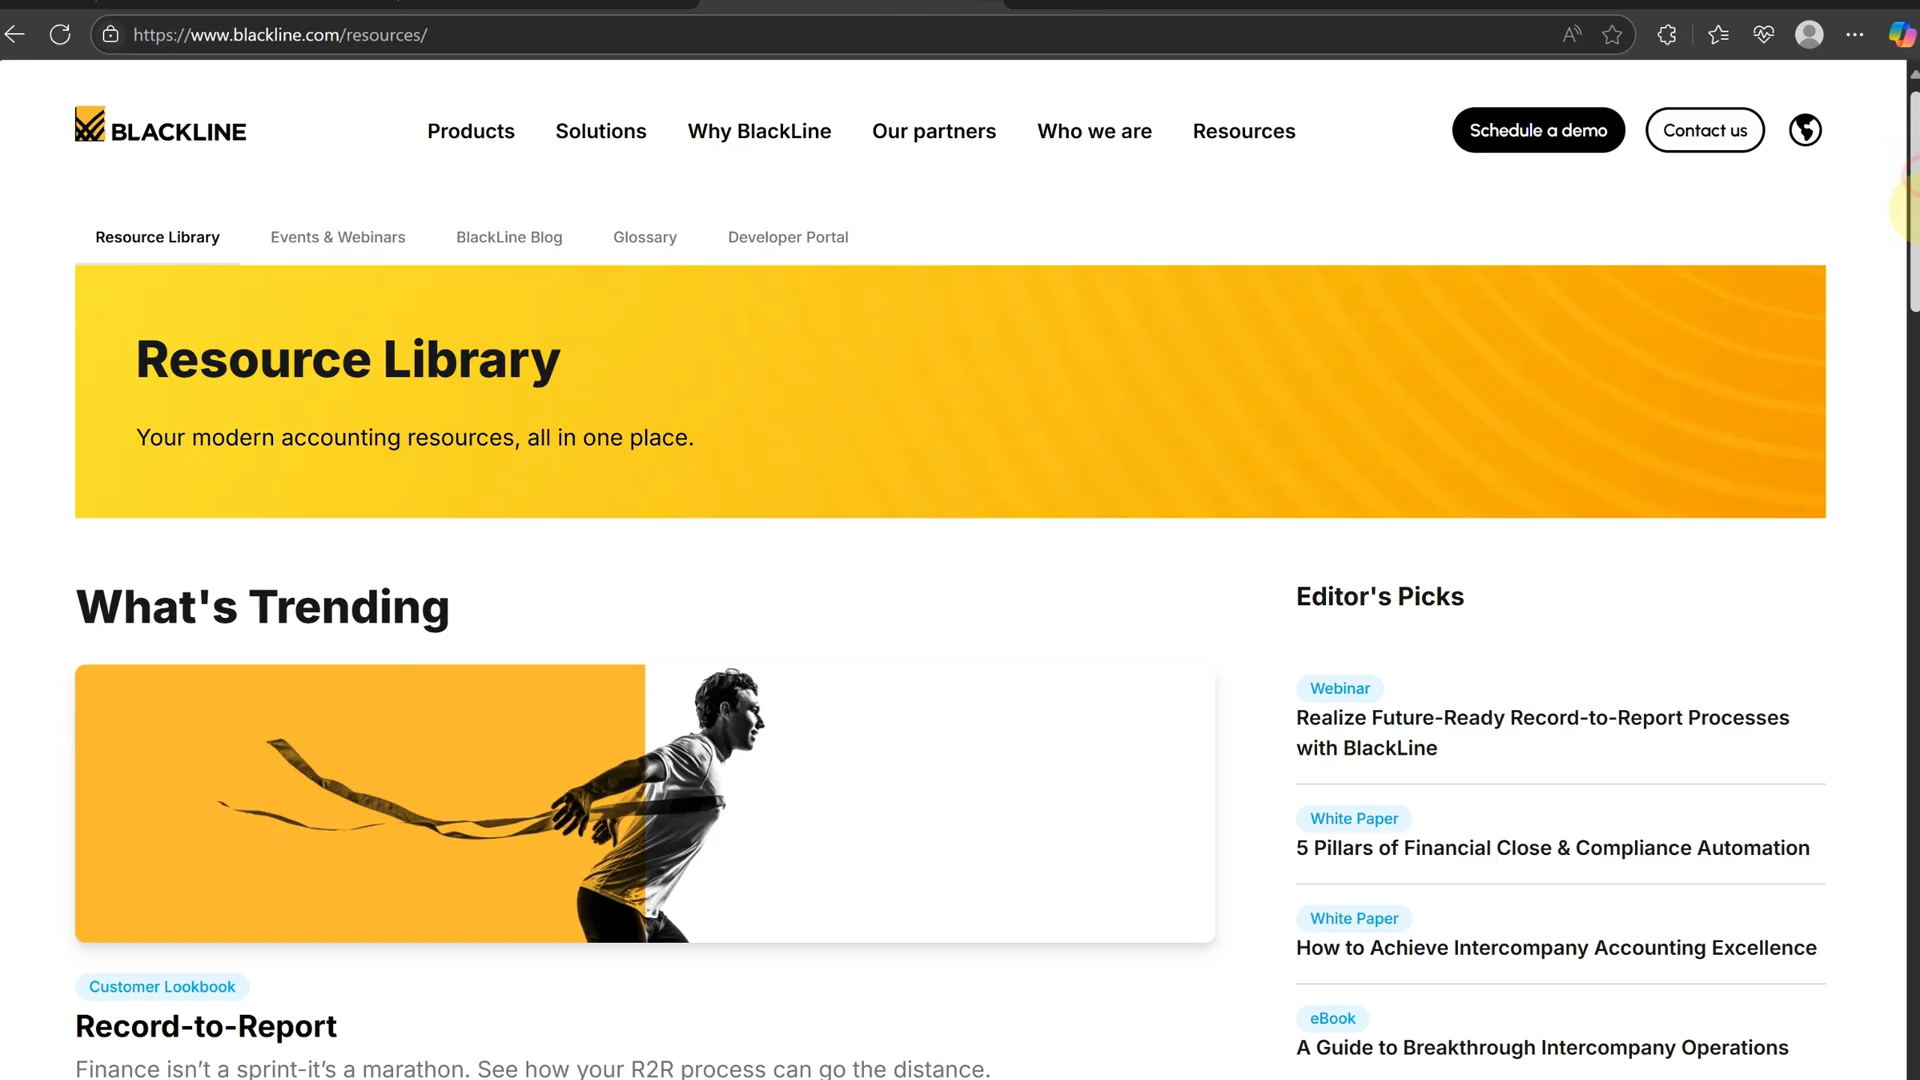 https://www.blackline.com/resources/
BLACKLINE
Products
Solutions
Why BlackLine
Our partners
Who we are
Resources
Schedule a demo
Contact us
Resource Library
Events & Webinars
BlackLine Blog
Glossary
Developer Portal
Resource Library
Your modern accounting resources, all in one place.
What's Trending
Customer Lookbook
Record-to-Report
Finance isn’t a sprint-it’s a marathon. See how your R2R process can go the distance.
Editor's Picks
Webinar
Realize Future-Ready Record-to-Report Processes
with BlackLine
White Paper
5 Pillars of Financial Close & Compliance Automation
White Paper
How to Achieve Intercompany Accounting Excellence
eBook
A Guide to Breakthrough Intercompany Operations